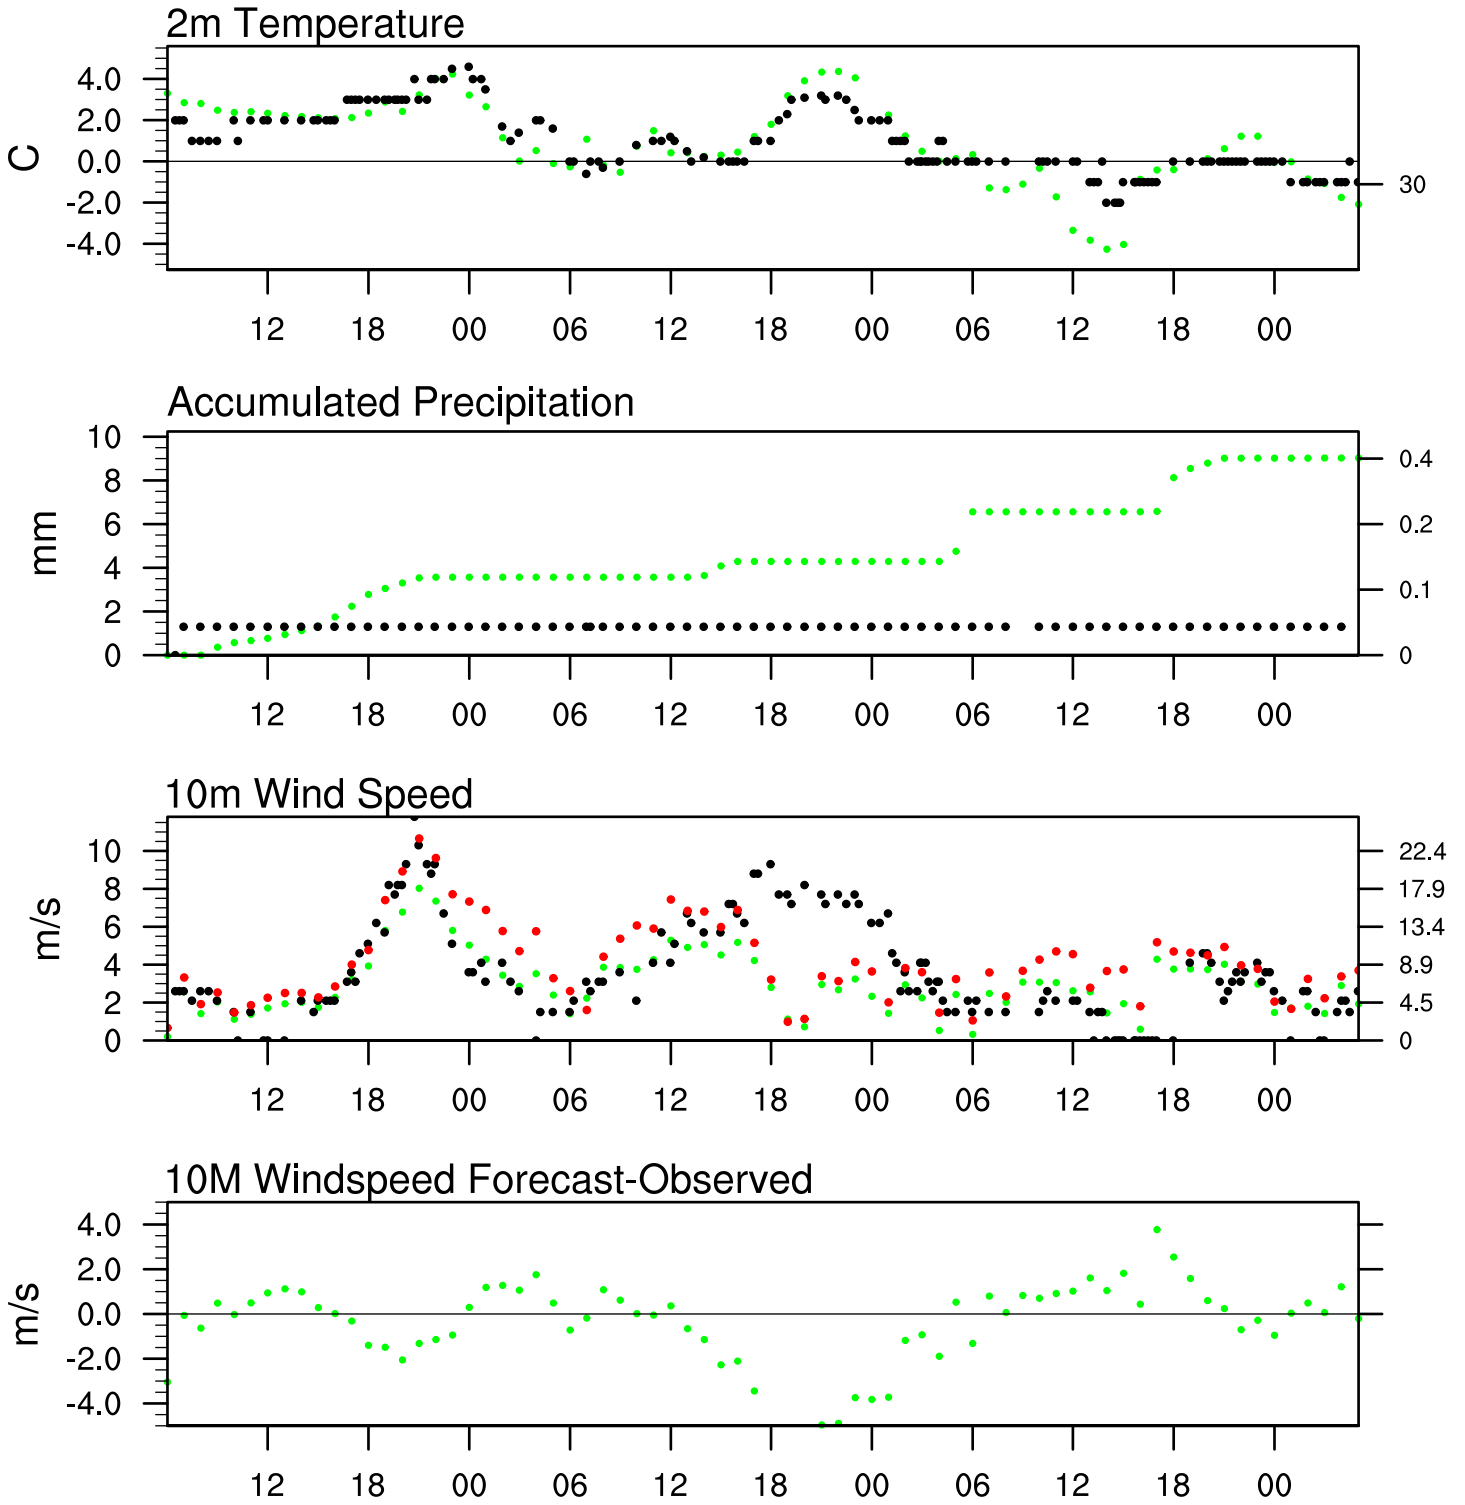 2m Temperature
4.0
2.0
0.0
-2.0
-4.0
C
30
12 18 00 06 12 18 00 06 12 18 00
Accumulated Precipitation
10
8
6
4
2
0
mm
0.4
0.2
0.1
0
12 18 00 06 12 18 00 06 12 18 00
10m Wind Speed
10
8
6
4
2
0
m/s
22.4
17.9
13.4
8.9
4.5
0
12 18 00 06 12 18 00 06 12 18 00
10M Windspeed Forecast-Observed
4.0
2.0
0.0
-2.0
-4.0
m/s
12 18 00 06 12 18 00 06 12 18 00